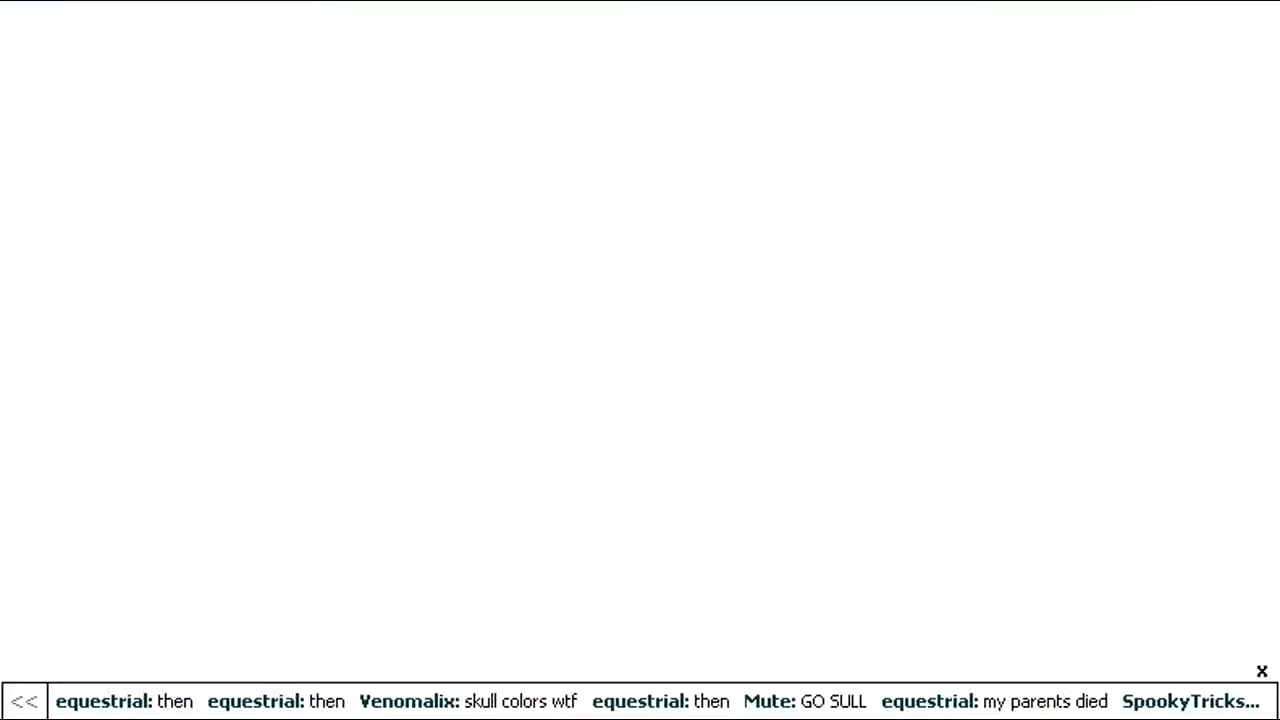 x
<< equestrial: then equestrial: then Venomalix: skull colors wtf equestrial: then Mute: GO SULL equestrial: my parents died SpookyTricks...